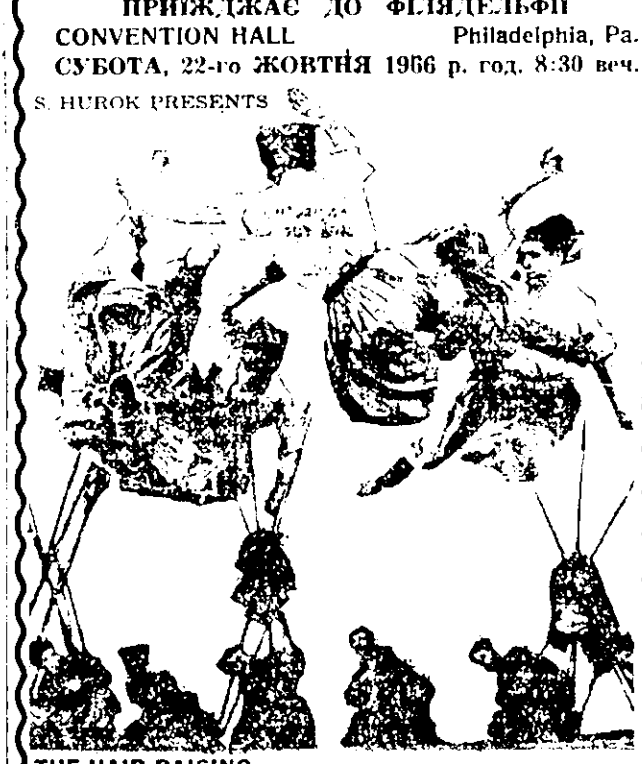 ПРИЇЖДЖАЄ ДО ФІЛЯДЕЛЬФІЇ
CONVENTION HALL Philadelphia, Pa.
СУБОТА, 22-го ЖОВТНЯ 1966 р. год. 8:30 веч.
S. HUROK PRESENTS
THE HAIR-RAISING